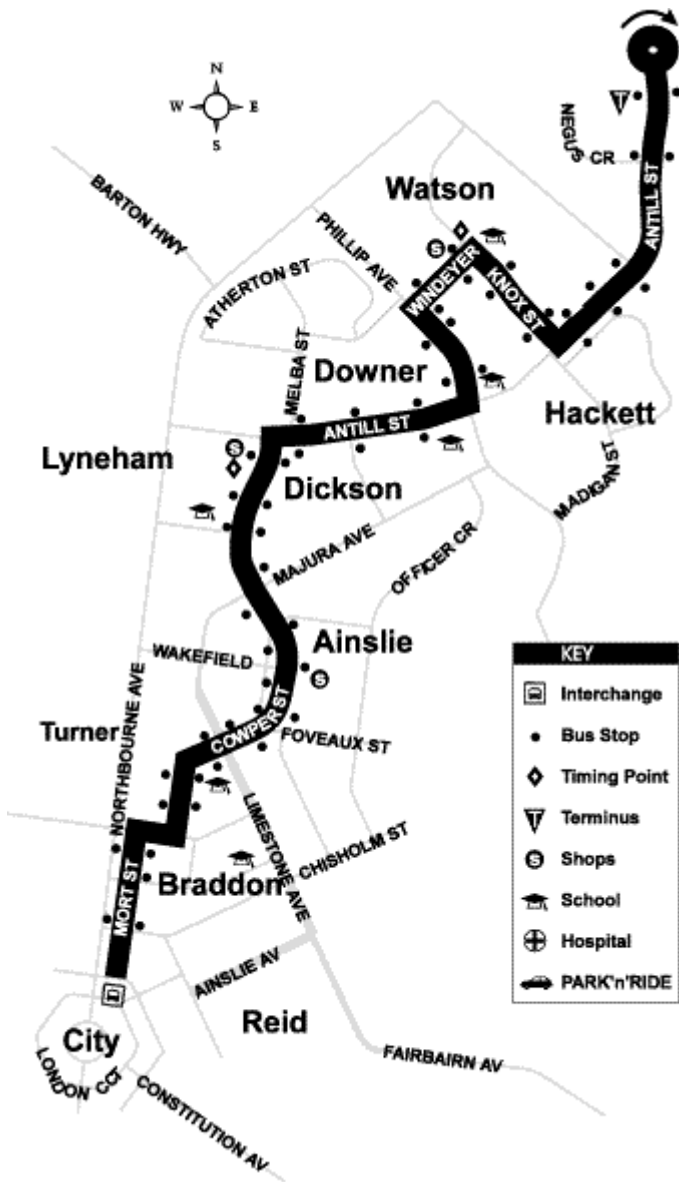 N
W E
S
T
NEGUS CR
BARTON HWY
Watson
PHILLIP AVE
ANTILL ST
S
WINDEYER
KNOX ST
ATHERTON ST
MELBA ST
Downer
Hackett
ANTILL ST
Lyneham
S
Dickson
MADIGAN ST
MAJURA AVE
OFFICER CR
Ainslie
WAKEFIELD
S
KEY
Interchange
Turner
NORTHBOURNE AVE
COWPER ST
FOVEAUX ST
Bus Stop
Timing Point
T Terminus
LIMESTONE AVE
S Shops
CHISHOLM ST
Braddon
MORT ST
School
Hospital
AINSLIE AV
PARK'n'RIDE
Reid
City
FAIRBAIRN AV
LONDON CCT
CONSTITUTION AV